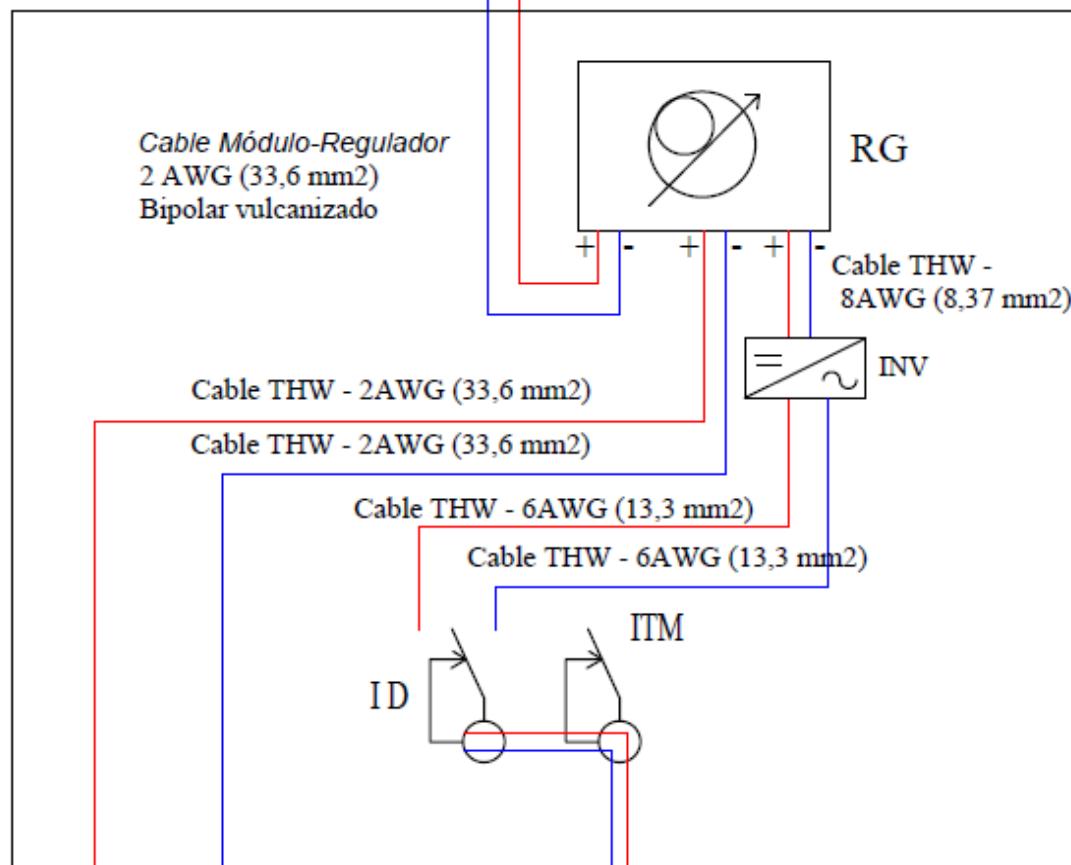 Cable Módulo-Regulador
2 AWG (33,6 mm2)
Bipolar vulcanizado
RG
+ - + - + -
Cable THW -
8AWG (8,37 mm2)
INV
Cable THW - 2AWG (33,6 mm2)
Cable THW - 2AWG (33,6 mm2)
Cable THW - 6AWG (13,3 mm2)
Cable THW - 6AWG (13,3 mm2)
ITM
ID